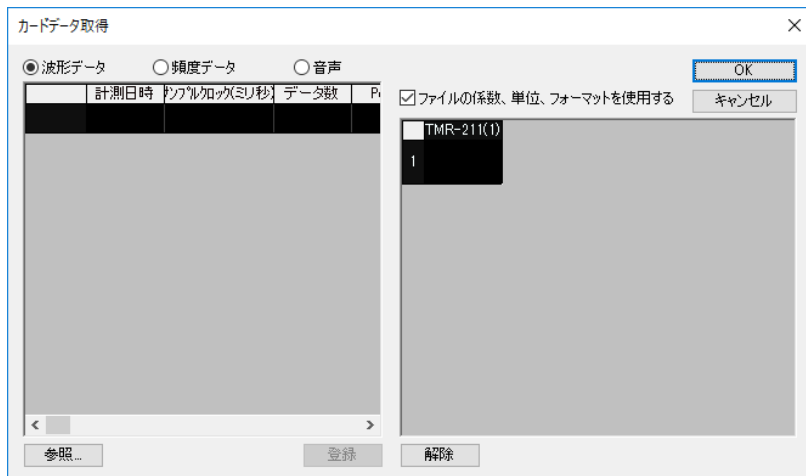 カードデータ取得
波形データ 頻度データ 音声
OK
計測日時 サンプルクロック(ミリ秒) データ数
ファイルの係数、単位、フォーマットを使用する
キャンセル
TMR-211(1)
1
参照... 登録 解除